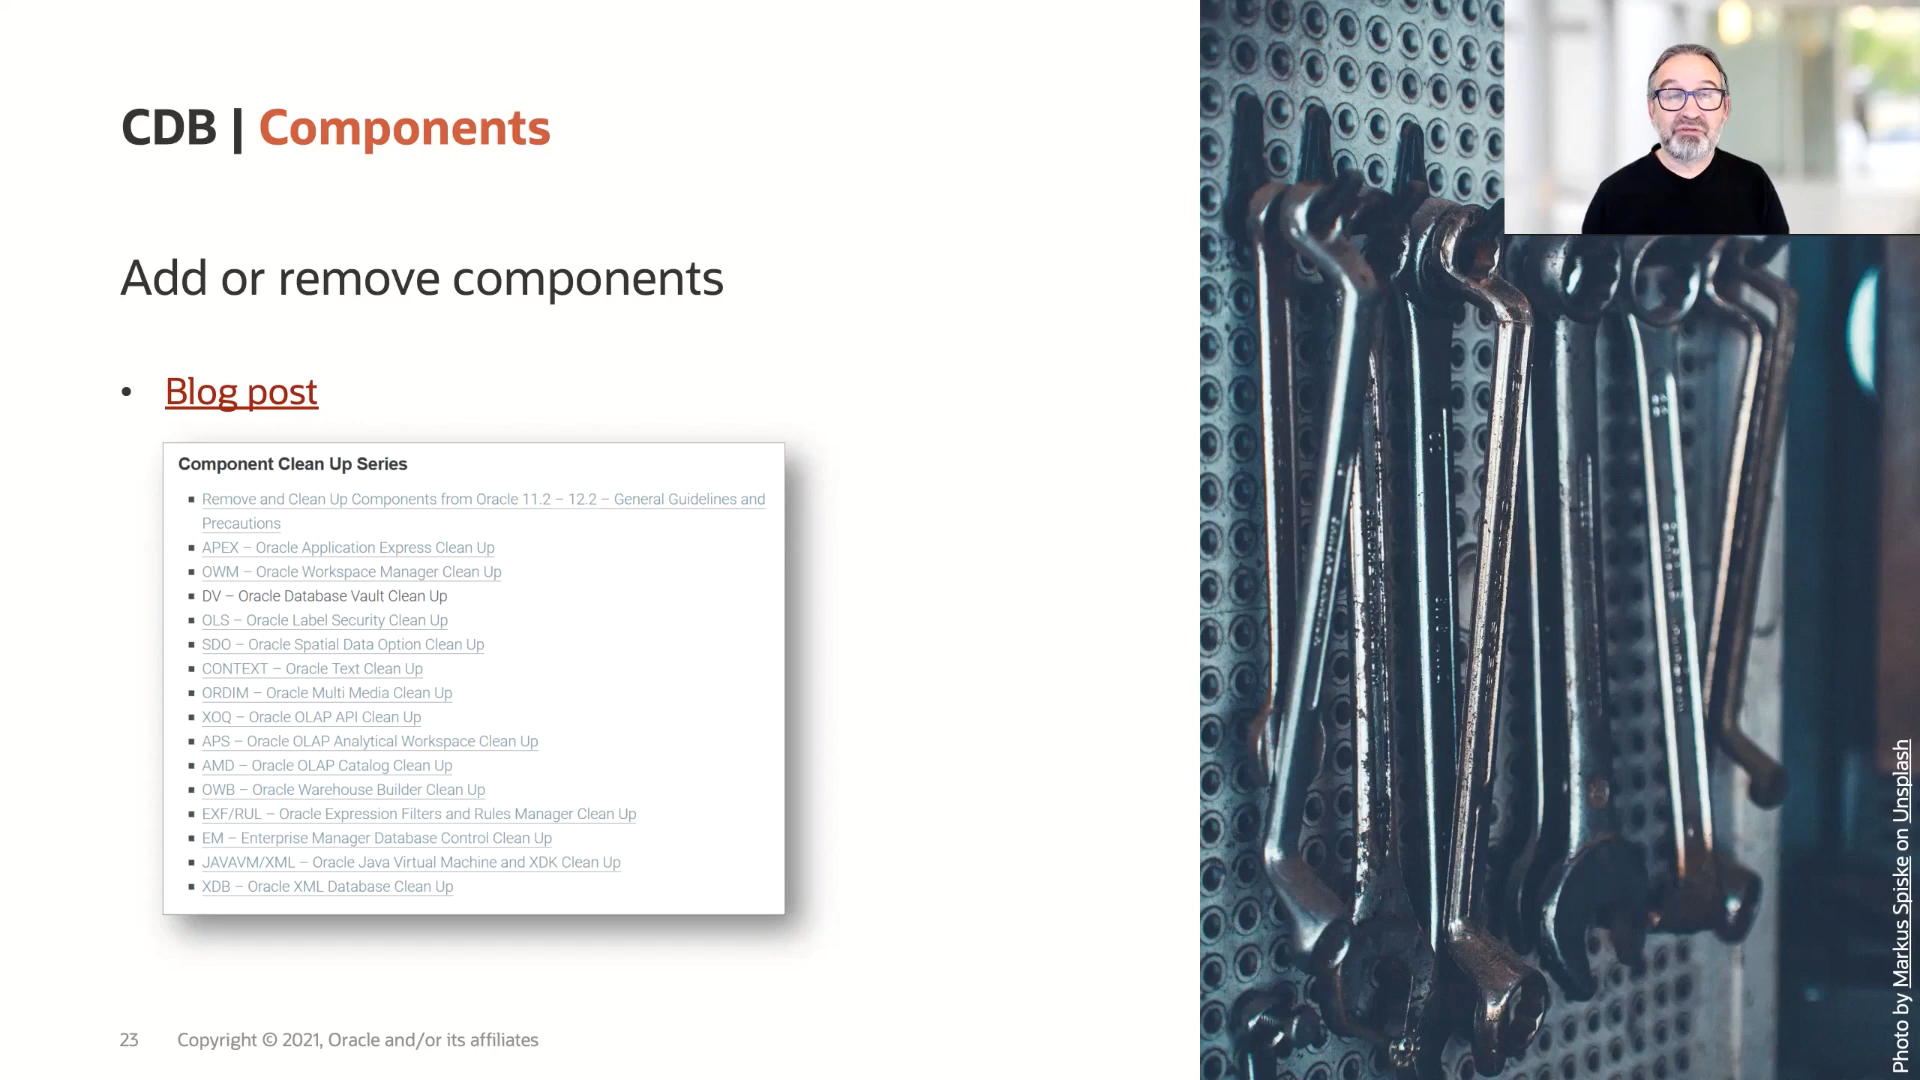 CDB | Components
Add or remove components
• Blog post
Component Clean Up Series
▪ Remove and Clean Up Components from Oracle 11.2 – 12.2 – General Guidelines and
Precautions
▪ APEX – Oracle Application Express Clean Up
▪ OWM – Oracle Workspace Manager Clean Up
▪ DV – Oracle Database Vault Clean Up
▪ OLS – Oracle Label Security Clean Up
▪ SDO – Oracle Spatial Data Option Clean Up
▪ CONTEXT – Oracle Text Clean Up
▪ ORDIM – Oracle Multi Media Clean Up
▪ XOQ – Oracle OLAP API Clean Up
▪ APS – Oracle OLAP Analytical Workspace Clean Up
▪ AMD – Oracle OLAP Catalog Clean Up
▪ OWB – Oracle Warehouse Builder Clean Up
▪ EXF/RUL – Oracle Expression Filters and Rules Manager Clean Up
▪ EM – Enterprise Manager Database Control Clean Up
▪ JAVAVM/XML – Oracle Java Virtual Machine and XDK Clean Up
▪ XDB – Oracle XML Database Clean Up
23 Copyright © 2021, Oracle and/or its affiliates
Photo by Markus Spiske on Unsplash